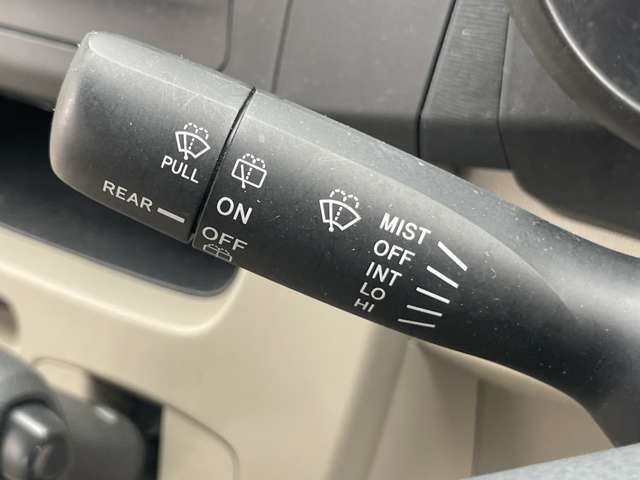 PULL
REAR
ON
OFF
MIST
OFF
INT
LO
HI